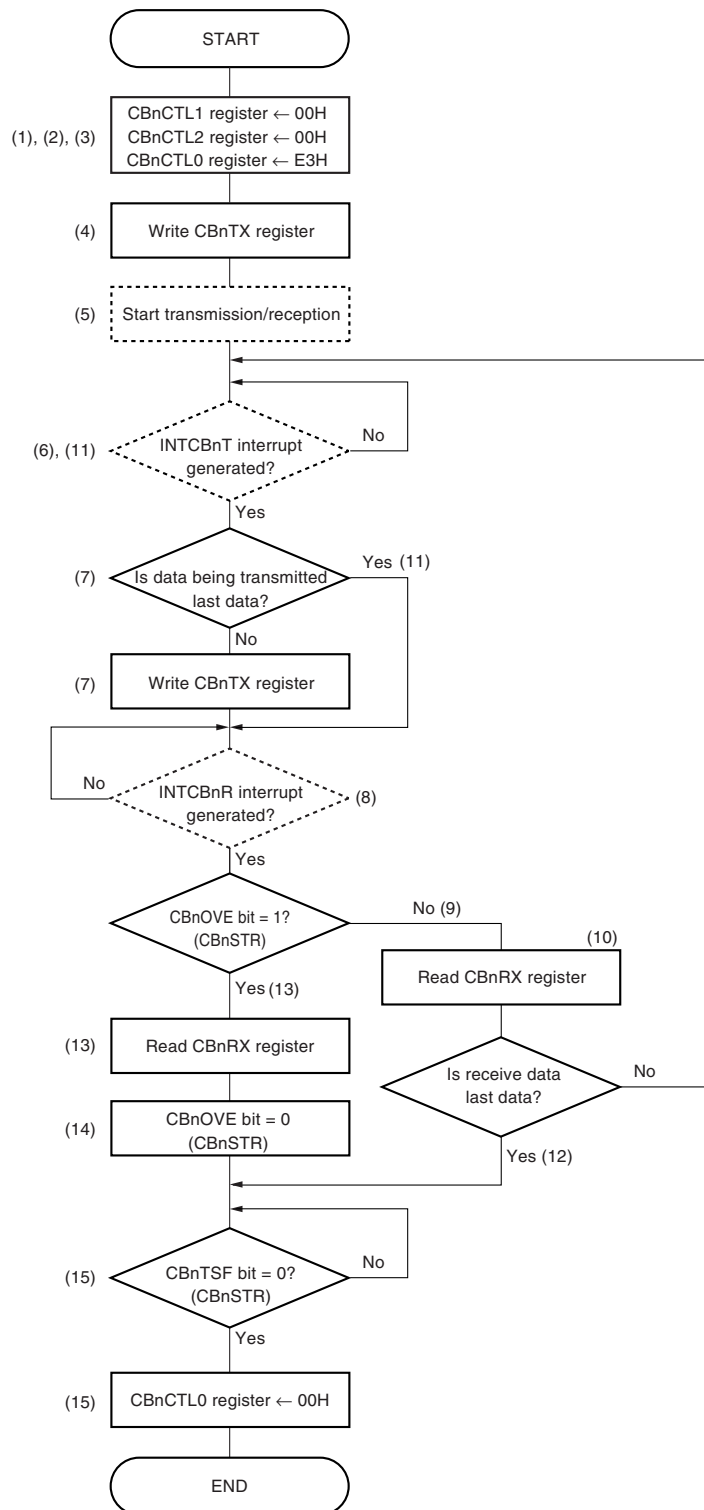 START
(1), (2), (3)
CBnCTL1 register ← 00H
CBnCTL2 register ← 00H
CBnCTL0 register ← E3H
(4)
Write CBnTX register
(5)
Start transmission/reception
(6), (11)
INTCBnT interrupt
generated?
No
Yes
(7)
Is data being transmitted
last data?
Yes (11)
No
(7)
Write CBnTX register
No
INTCBnR interrupt
generated?
(8)
Yes
CBnOVE bit = 1?
(CBnSTR)
No (9)
(10)
Read CBnRX register
Yes (13)
(13)
Read CBnRX register
Is receive data
last data?
No
(14)
CBnOVE bit = 0
(CBnSTR)
Yes (12)
(15)
CBnTSF bit = 0?
(CBnSTR)
No
Yes
(15)
CBnCTL0 register ← 00H
END